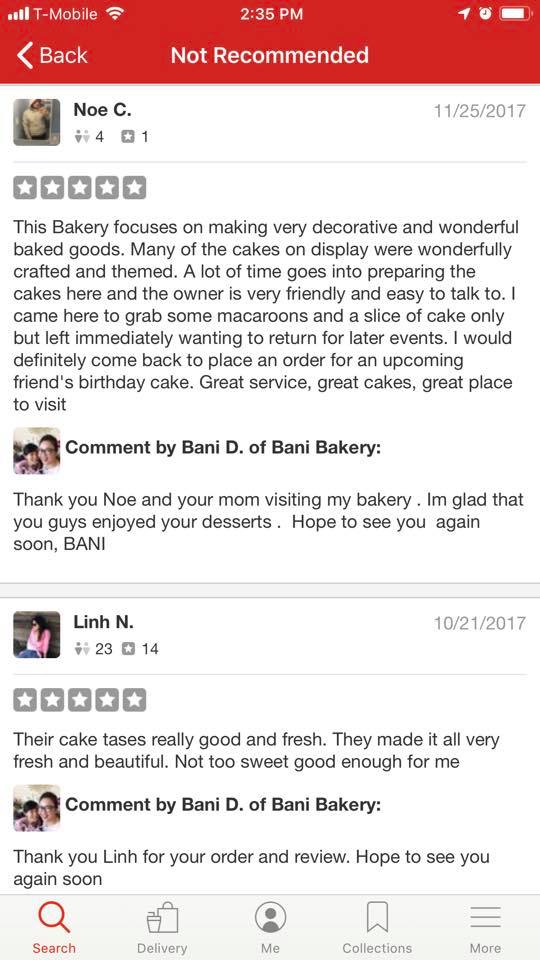 T-Mobile 2:35 PM
Back Not Recommended
Noe C. 11/25/2017
4 1
This Bakery focuses on making very decorative and wonderful
baked goods. Many of the cakes on display were wonderfully
crafted and themed. A lot of time goes into preparing the
cakes here and the owner is very friendly and easy to talk to. I
came here to grab some macaroons and a slice of cake only
but left immediately wanting to return for later events. I would
definitely come back to place an order for an upcoming
friend's birthday cake. Great service, great cakes, great place
to visit
Comment by Bani D. of Bani Bakery:
Thank you Noe and your mom visiting my bakery . Im glad that
you guys enjoyed your desserts .  Hope to see you  again
soon, BANI
Linh N. 10/21/2017
23 14
Their cake tases really good and fresh. They made it all very
fresh and beautiful. Not too sweet good enough for me
Comment by Bani D. of Bani Bakery:
Thank you Linh for your order and review. Hope to see you
again soon
Search Delivery Me Collections More